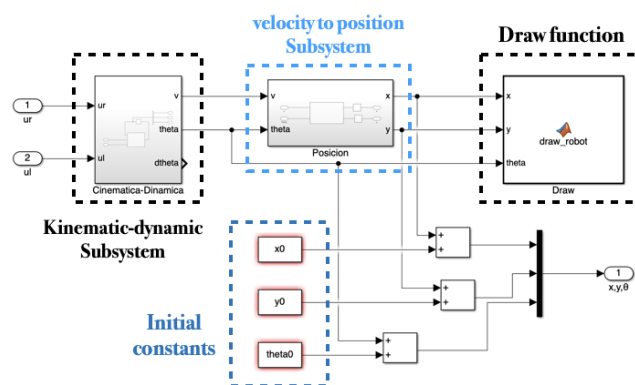 velocity to position
Subsystem
Draw function
1
ur
2
ul
ur
ul
v
theta
dtheta
Cinematica-Dinamica
v
theta
x
y
Posicion
x
y
theta
draw_robot
Draw
Kinematic-dynamic
Subsystem
Initial
constants
x0
y0
theta0
+
+
+
+
+
+
1
x,y,θ